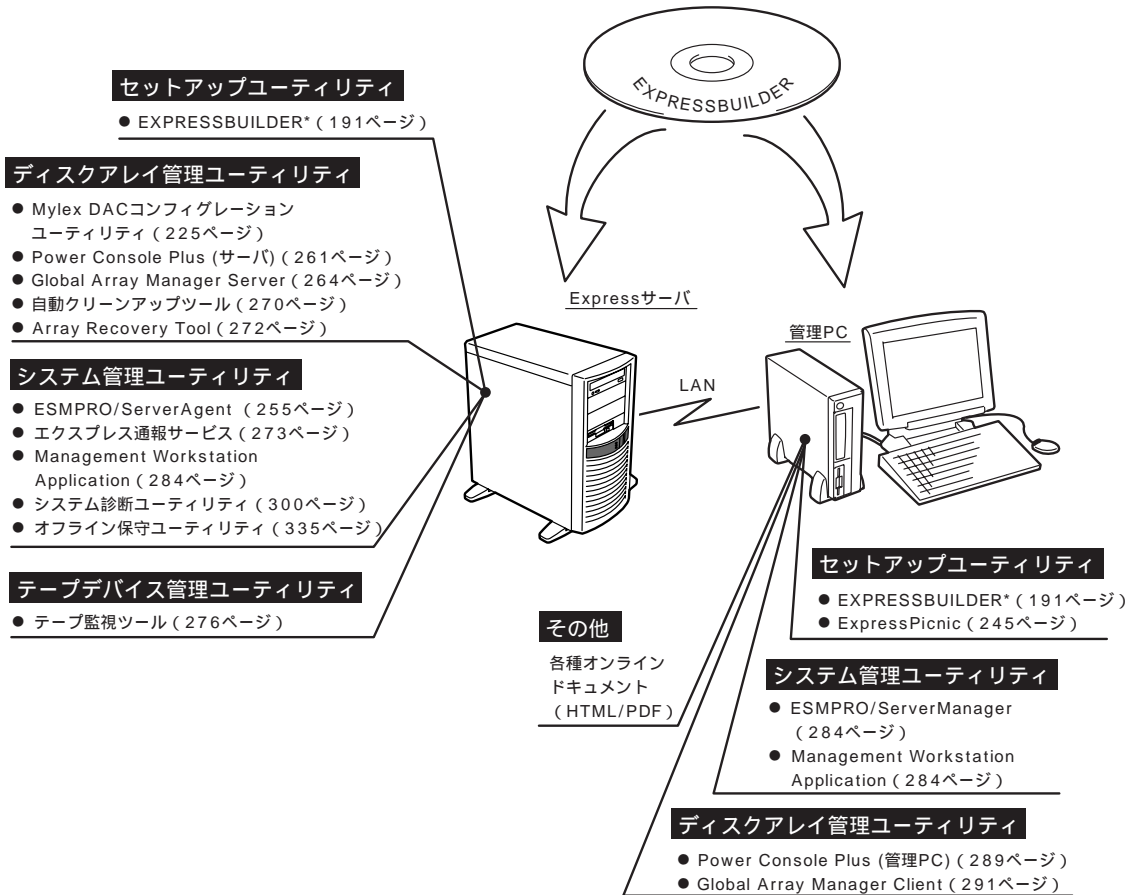 EXPRESSBUILDER
セットアップユーティリティ
● EXPRESSBUILDER*（191ページ）
ディスクアレイ管理ユーティリティ
● Mylex DACコンフィグレーション
ユーティリティ（225ページ）
● Power Console Plus (サーバ)（261ページ）
● Global Array Manager Server（264ページ）
● 自動クリーンアップツール（270ページ）
● Array Recovery Tool（272ページ）
システム管理ユーティリティ
● ESMPRO/ServerAgent （255ページ）
● エクスプレス通報サービス（273ページ）
● Management Workstation
Application（284ページ）
● システム診断ユーティリティ（300ページ）
● オフライン保守ユーティリティ（335ページ）
テープデバイス管理ユーティリティ
● テープ監視ツール（276ページ）
Expressサーバ
LAN
管理PC
その他
各種オンライン
ドキュメント
（HTML/PDF）
セットアップユーティリティ
● EXPRESSBUILDER*（191ページ）
● ExpressPicnic（245ページ）
システム管理ユーティリティ
● ESMPRO/ServerManager
（284ページ）
● Management Workstation
Application（284ページ）
ディスクアレイ管理ユーティリティ
● Power Console Plus (管理PC)（289ページ）
● Global Array Manager Client（291ページ）